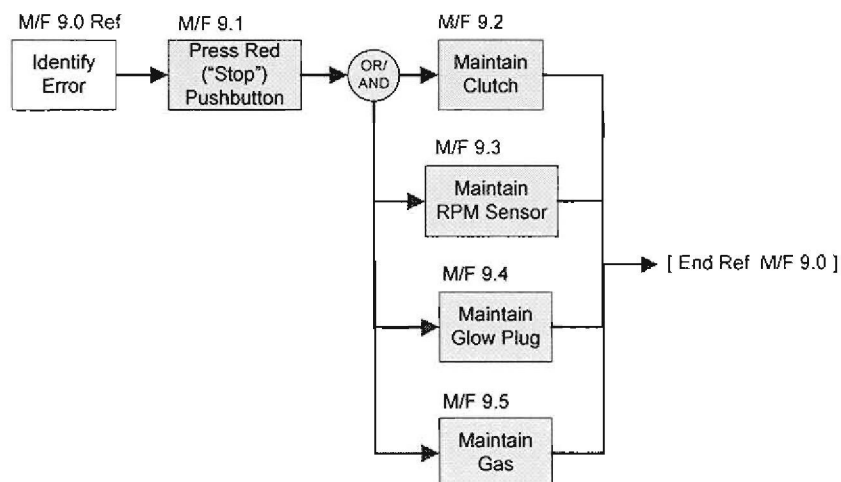 M/F 9.0 Ref
Identify
Error
M/F 9.1
Press Red
("Stop")
Pushbutton
OR/
AND
M/F 9.2
Maintain
Clutch
M/F 9.3
Maintain
RPM Sensor
M/F 9.4
Maintain
Glow Plug
M/F 9.5
Maintain
Gas
[ End Ref M/F 9.0 ]